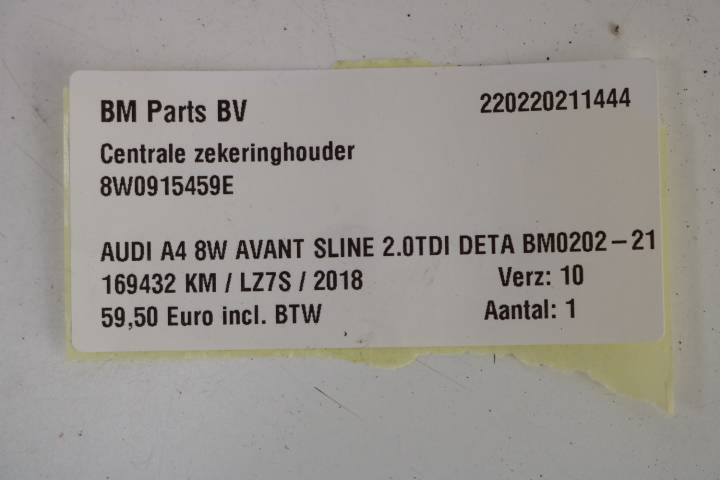 BM Parts BV 220220211444
Centrale zekeringhouder
8W0915459E
AUDI A4 8W AVANT SLINE 2.0TDI DETA BM0202-21
169432 KM / LZ7S / 2018 Verz: 10
59,50 Euro incl. BTW Aantal: 1